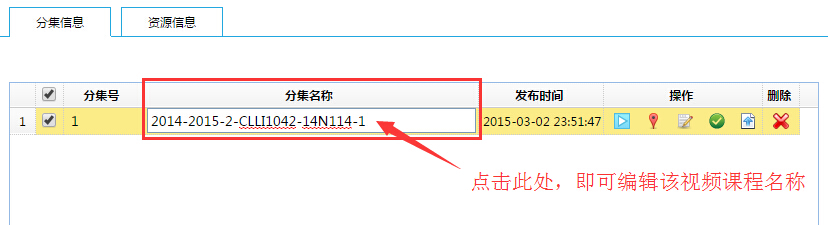 分集信息 资源信息
分集号 分集名称 发布时间 操作 删除
1 1 2014-2015-2-CLLI1042-14N114-1 2015-03-02 23:51:47
点击此处，即可编辑该视频课程名称